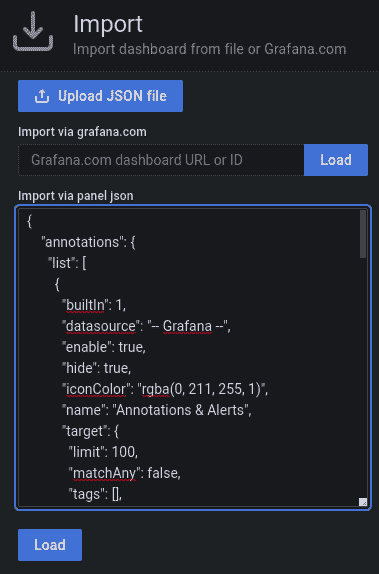 Import
Import dashboard from file or Grafana.com
Upload JSON file
Import via grafana.com
Grafana.com dashboard URL or ID
Load
Import via panel json
{
"annotations": {
"list": [
{
"builtIn": 1,
"datasource": "-- Grafana --",
"enable": true,
"hide": true,
"iconColor": "rgba(0, 211, 255, 1)",
"name": "Annotations & Alerts",
"target": {
"limit": 100,
"matchAny": false,
"tags": [],
Load